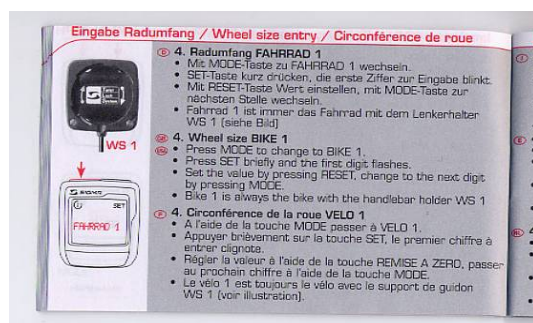 Eingabe Radumfang / Wheel size entry / Circonférence de roue
D 4. Radumfang FAHRRAD 1
• Mit MODE-Taste zu FAHRRAD 1 wechseln.
• SET-Taste kurz drücken, die erste Ziffer zur Eingabe blinkt.
• Mit RESET-Taste Wert einstellen, mit MODE-Taste zur
nächsten Stelle wechseln.
• Fahrrad 1 ist immer das Fahrrad mit dem Lenkerhalter
WS 1 (siehe Bild)
WS 1
GB 4. Wheel size BIKE 1
USA • Press MODE to change to BIKE 1.
• Press SET briefly and the first digit flashes.
• Set the value by pressing RESET, change to the next digit
by pressing MODE.
• Bike 1 is always the bike with the handlebar holder WS 1
SIGMA
SET
FAHRRAD 1
F 4. Circonférence de la roue VELO 1
• A l'aide de la touche MODE passer à VELO 1.
• Appuyer brièvement sur la touche SET, le premier chiffre à
entrer clignote.
• Régler la valeur à l'aide de la touche REMISE A ZERO, passer
au prochain chiffre à l'aide de la touche MODE.
• Le vélo 1 est toujours le vélo avec le support de guidon
WS 1 (voir illustration).